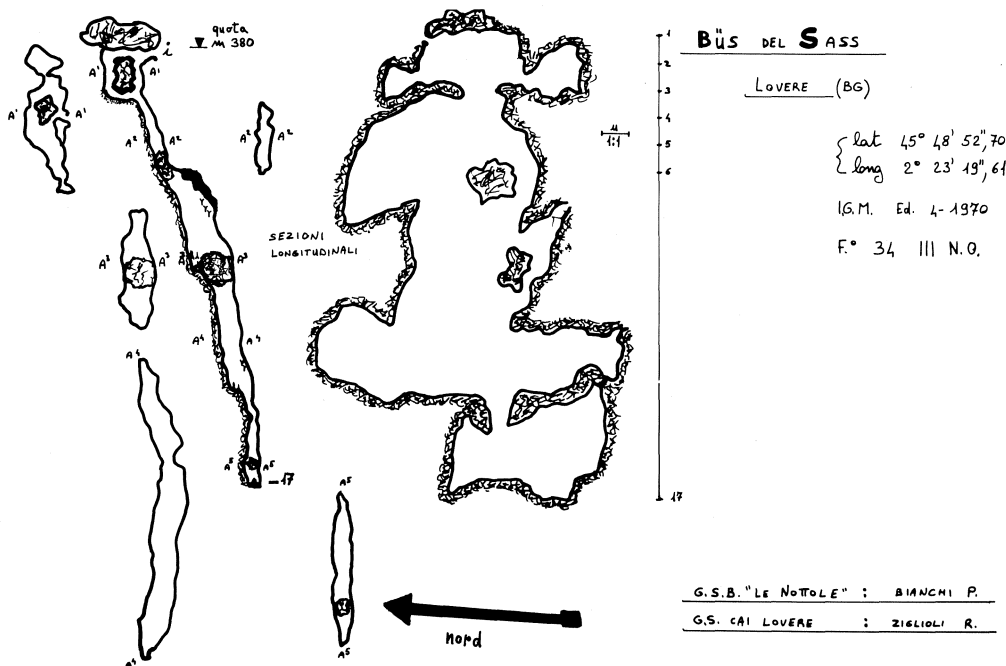 BÜS DEL SASS
LOVERE (BG)
lat 45° 48' 52",70
long 2° 23' 19",61
I.G.M. Ed. 4-1970
F.° 34 III N.O.
quota
m 380
i
A¹ A¹
A¹ A¹
A² A²
A² A²
A³ A³
A³ A³
SEZIONI
LONGITUDINALI
A⁴ A⁴
A⁴
A⁴
A⁵ A⁵
-17
A⁵
A⁵
1:1
1
2
3
4
5
6
17
nord
G.S.B. "LE NOTTOLE" : BIANCHI P.
G.S. CAI LOVERE : ZIGLIOLI R.